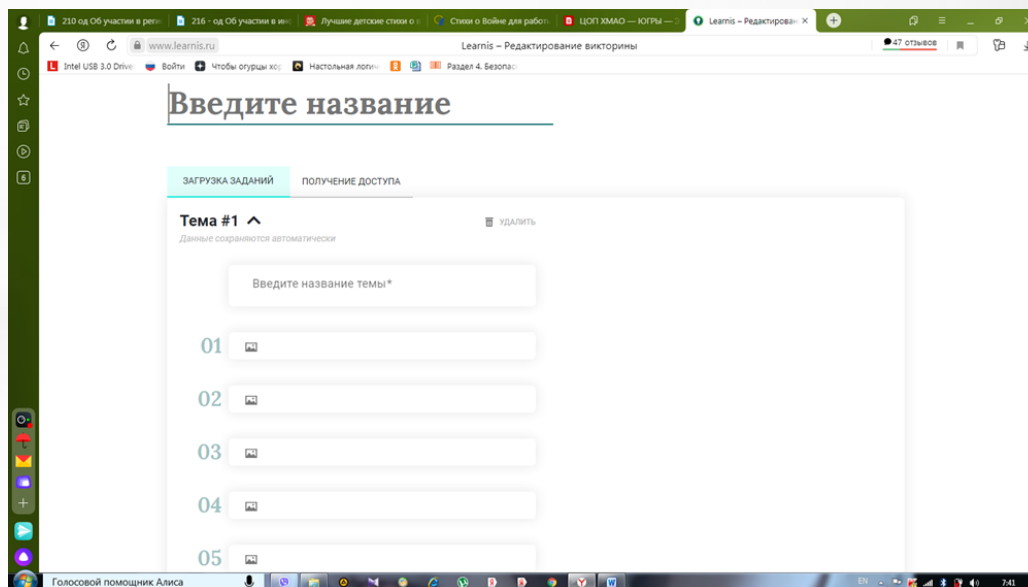 210 од Об участии в реги
216 - од Об участии в инс
Лучшие детские стихи о в
Стихи о Войне для работы
ЦОП ХМАО — ЮГРЫ —
Learnis – Редактирован
www.learnis.ru
Learnis – Редактирование викторины
47 отзывов
Intel USB 3.0 Drive
Войти
Чтобы огурцы хор
Настольная логич
Раздел 4. Безопас
Введите название
ЗАГРУЗКА ЗАДАНИЙ
ПОЛУЧЕНИЕ ДОСТУПА
Тема #1
УДАЛИТЬ
Данные сохраняются автоматически
Введите название темы*
01
02
03
04
05
Голосовой помощник Алиса
EN
7:41